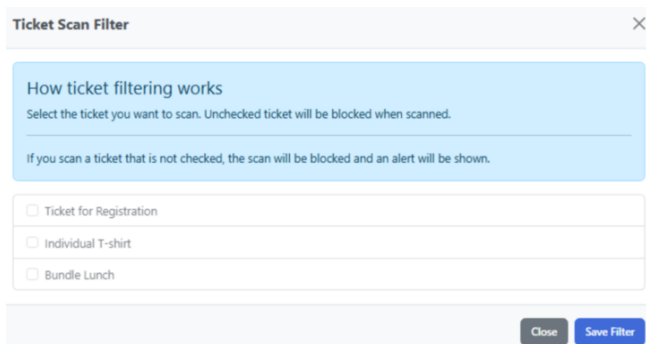 Ticket Scan Filter
How ticket filtering works
Select the ticket you want to scan. Unchecked ticket will be blocked when scanned.
If you scan a ticket that is not checked, the scan will be blocked and an alert will be shown.
Ticket for Registration
Individual T-shirt
Bundle Lunch
Close Save Filter